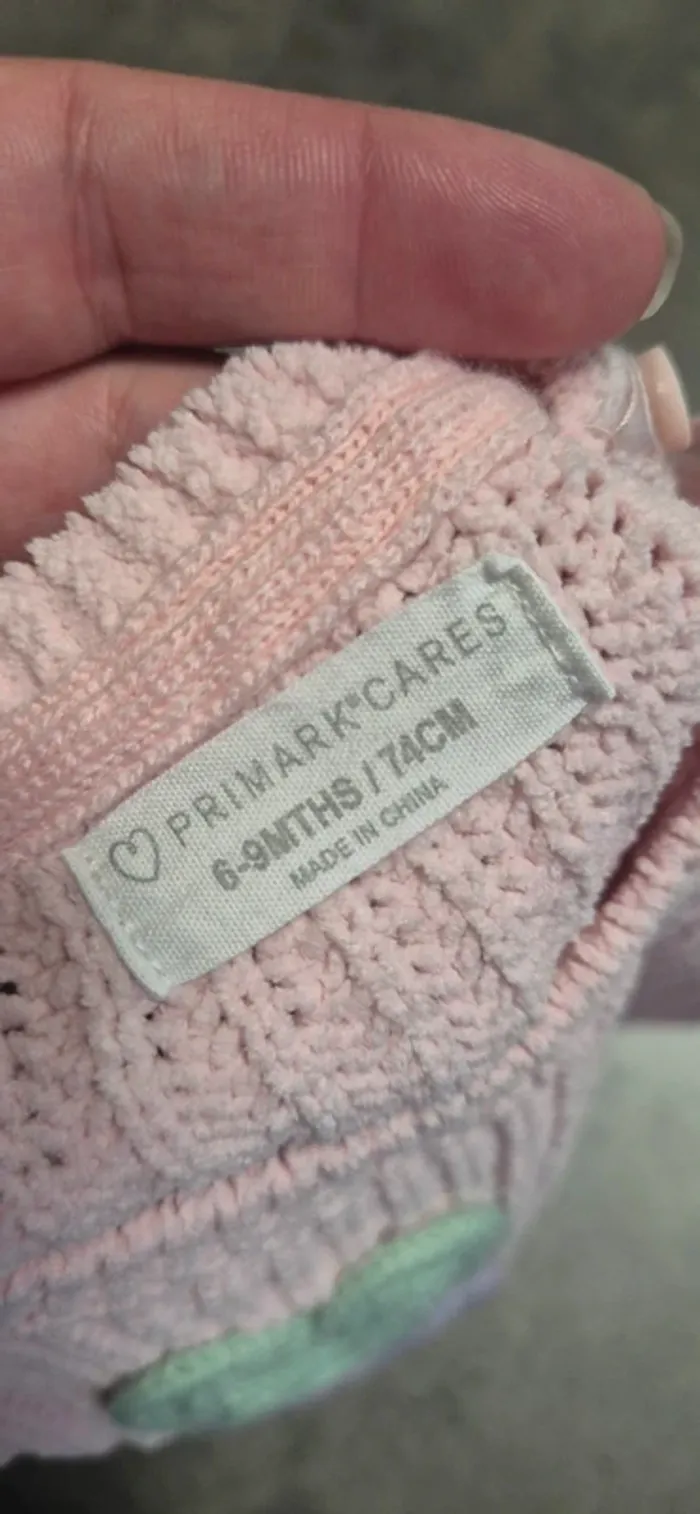 PRIMARK®CARES
6-9MTHS / 74CM
MADE IN CHINA